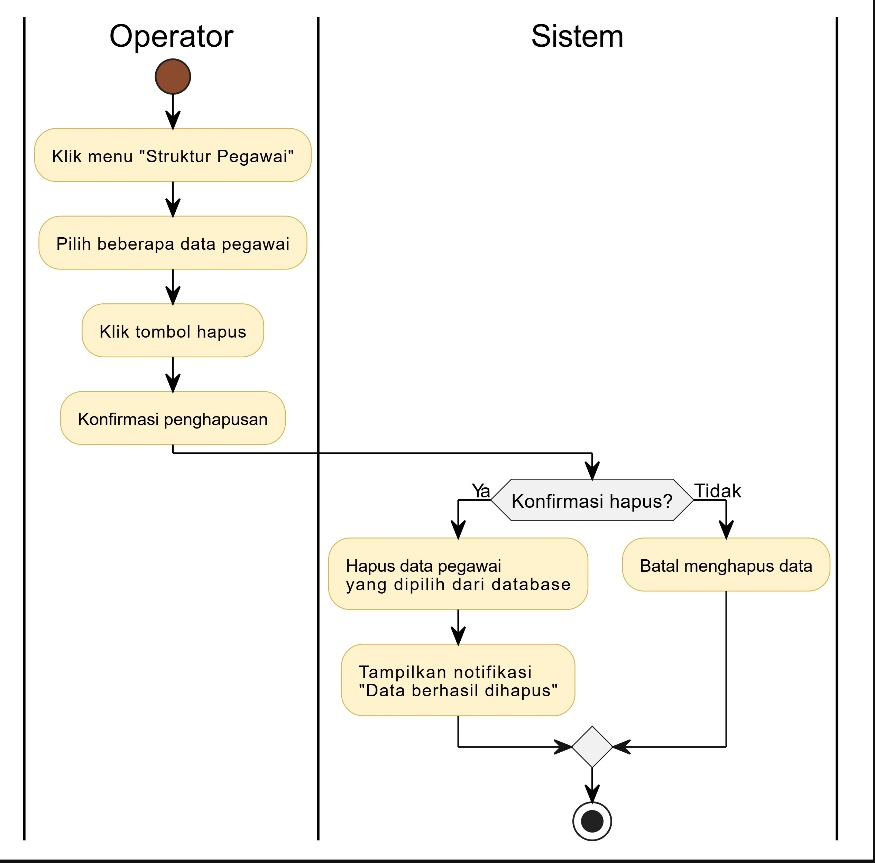 Operator
Sistem
Klik menu "Struktur Pegawai"
Pilih beberapa data pegawai
Klik tombol hapus
Konfirmasi penghapusan
Ya
Konfirmasi hapus?
Tidak
Hapus data pegawai
yang dipilih dari database
Batal menghapus data
Tampilkan notifikasi
"Data berhasil dihapus"